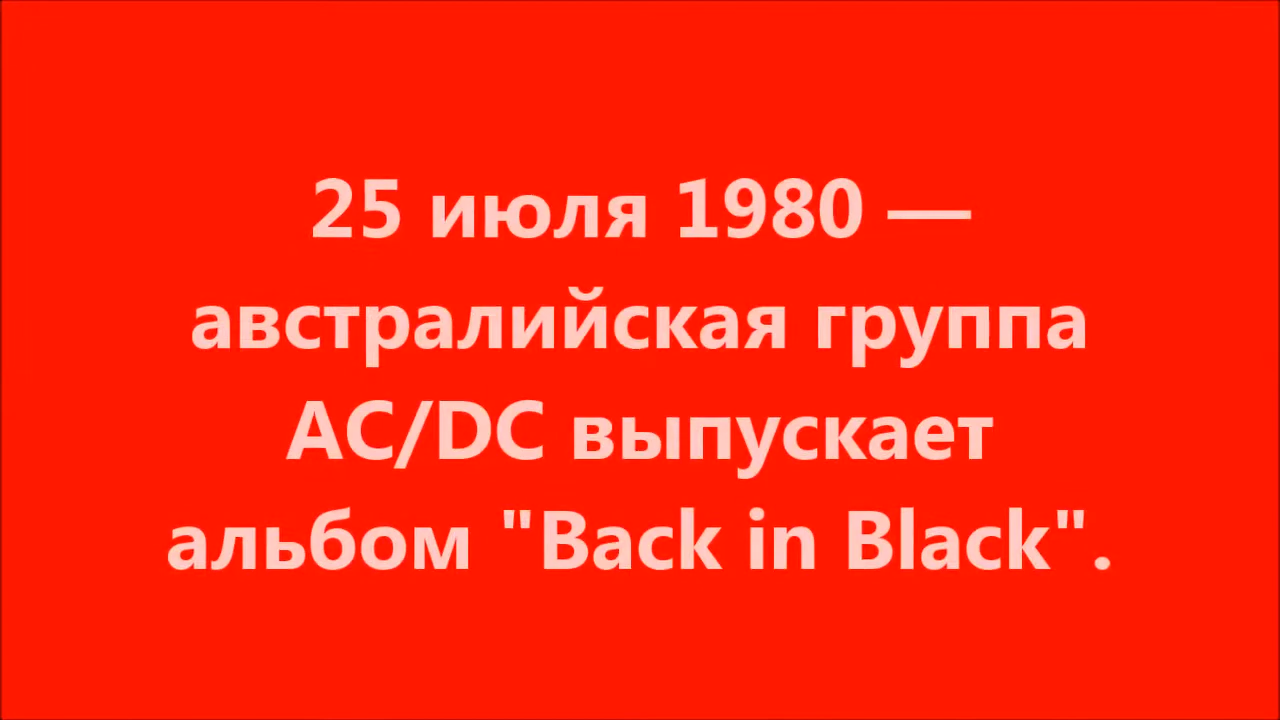 25 июля 1980 —
австралийская группа
AC/DC выпускает
альбом "Back in Black".